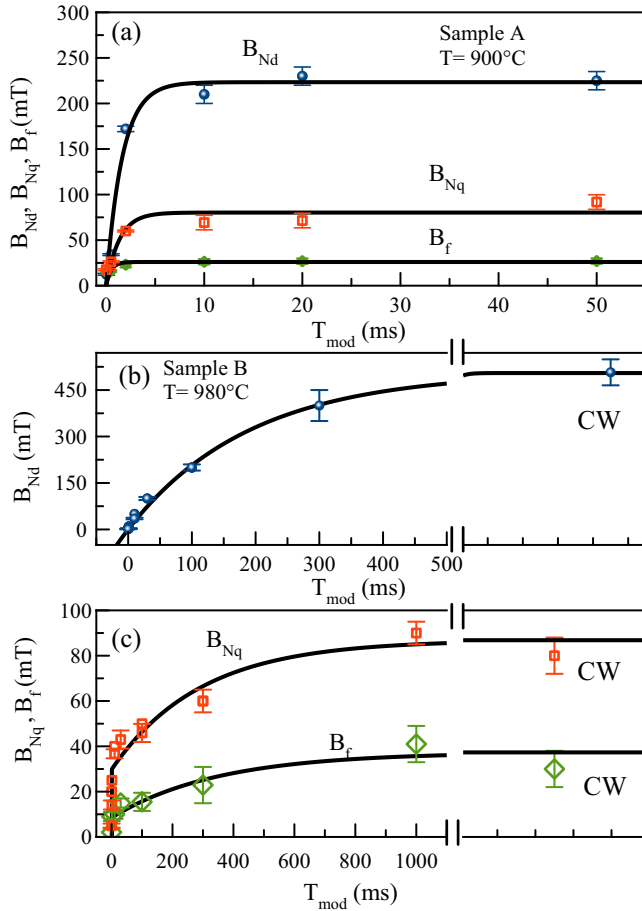 (a)
Sample A
T= 900°C
B_Nd
B_Nq
B_f
B_Nd, B_Nq, B_f (mT)
300
250
200
150
100
50
0
0 10 20 30 40 50
T_mod (ms)
(b)
Sample B
T= 980°C
CW
B_Nd (mT)
450
300
150
0
0 100 200 300 400 500
T_mod (ms)
(c)
B_Nq
B_f
CW
CW
B_Nq, B_f (mT)
100
80
60
40
20
0
0 200 400 600 800 1000
T_mod (ms)